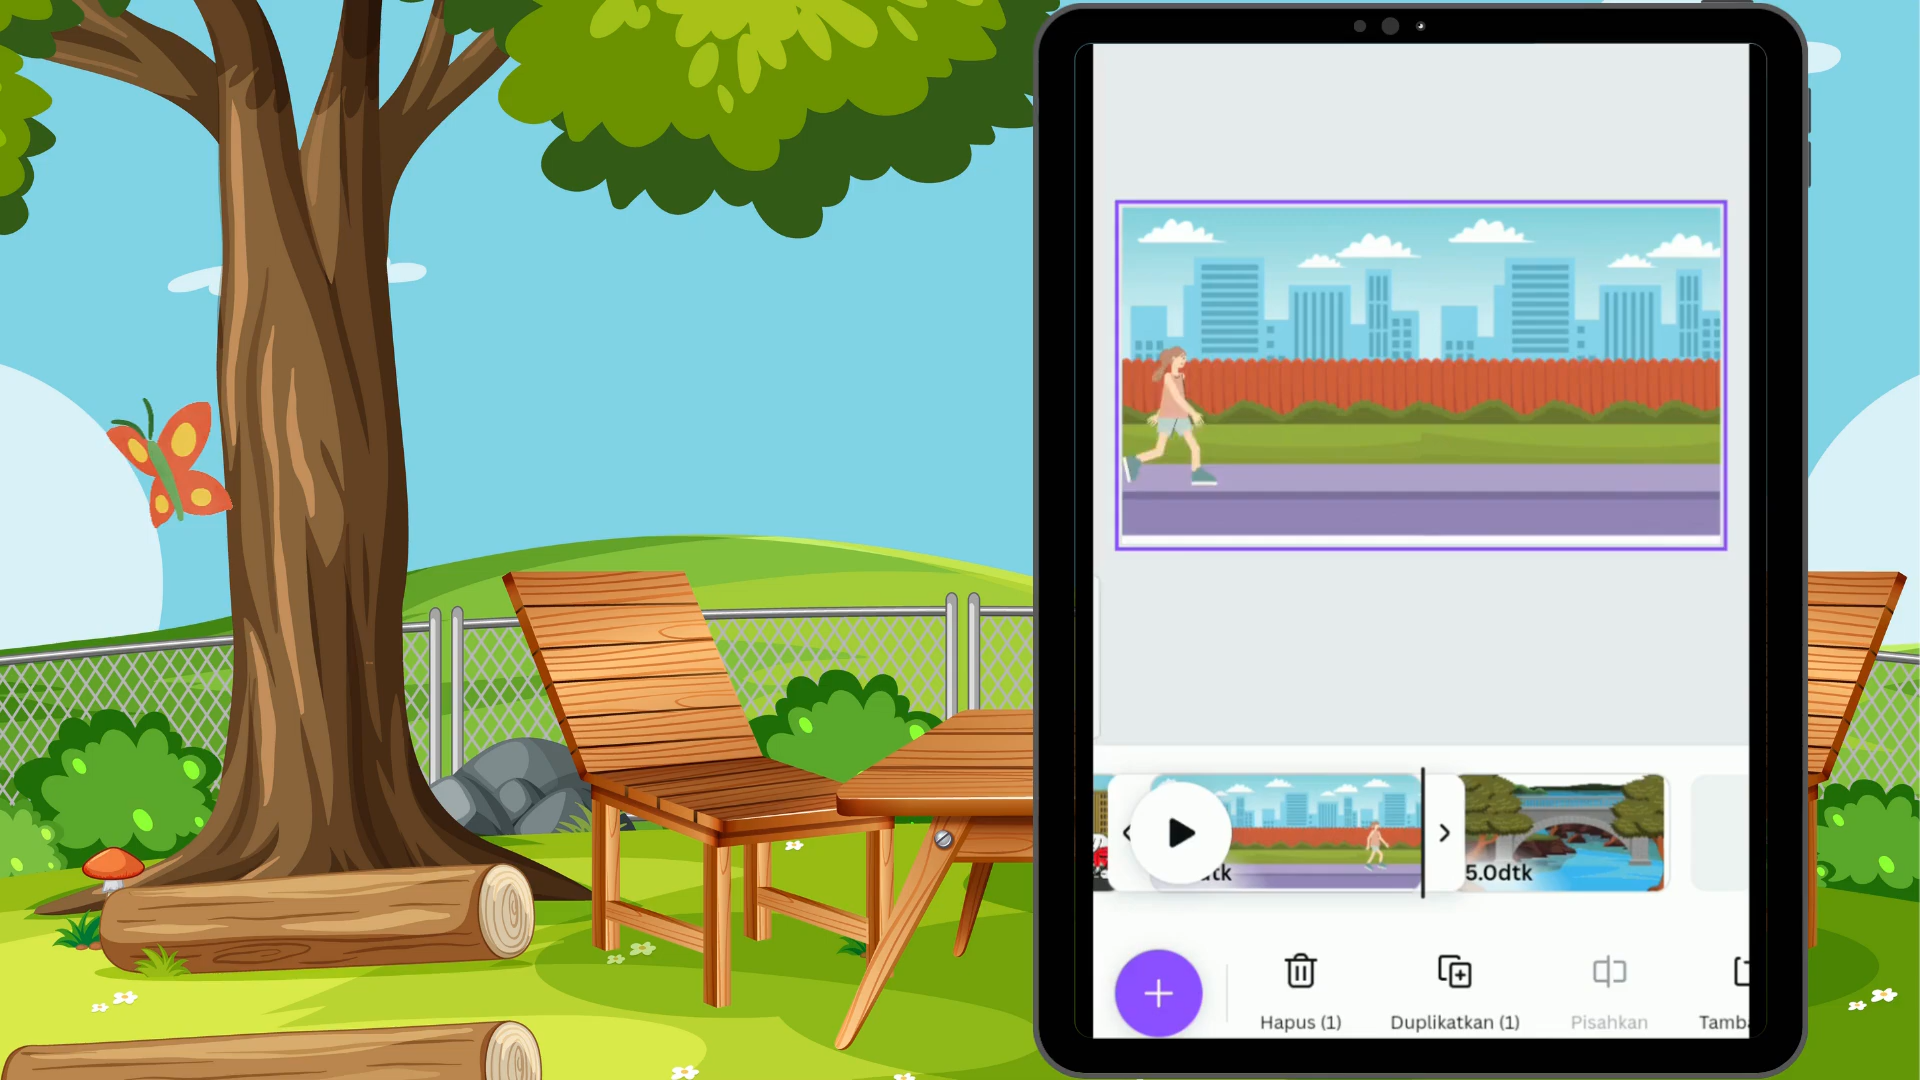 5.0dtk
Hapus (1)
Duplikatkan (1)
Pisahkan